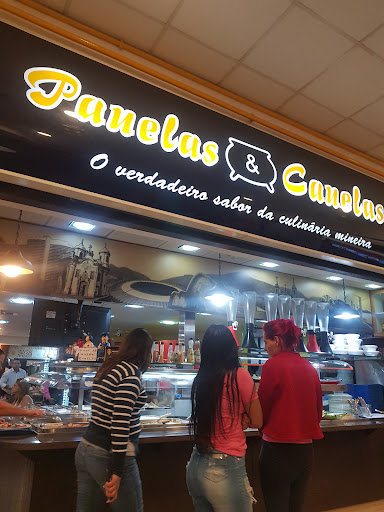 Panelas & Canelas
O verdadeiro sabor da culinária mineira